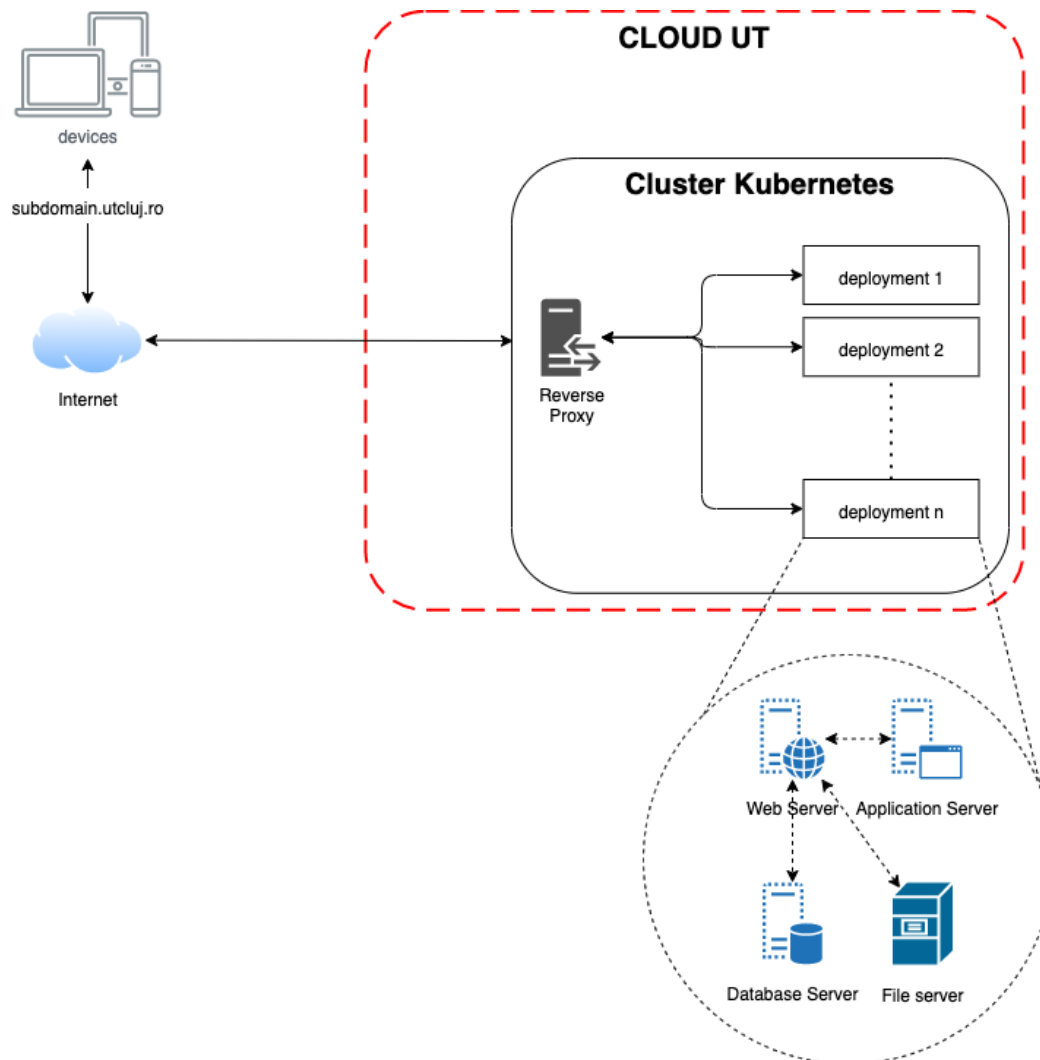 CLOUD UT
devices
subdomain.utcluj.ro
Internet
Cluster Kubernetes
Reverse
Proxy
deployment 1
deployment 2
deployment n
Web Server
Application Server
Database Server
File server